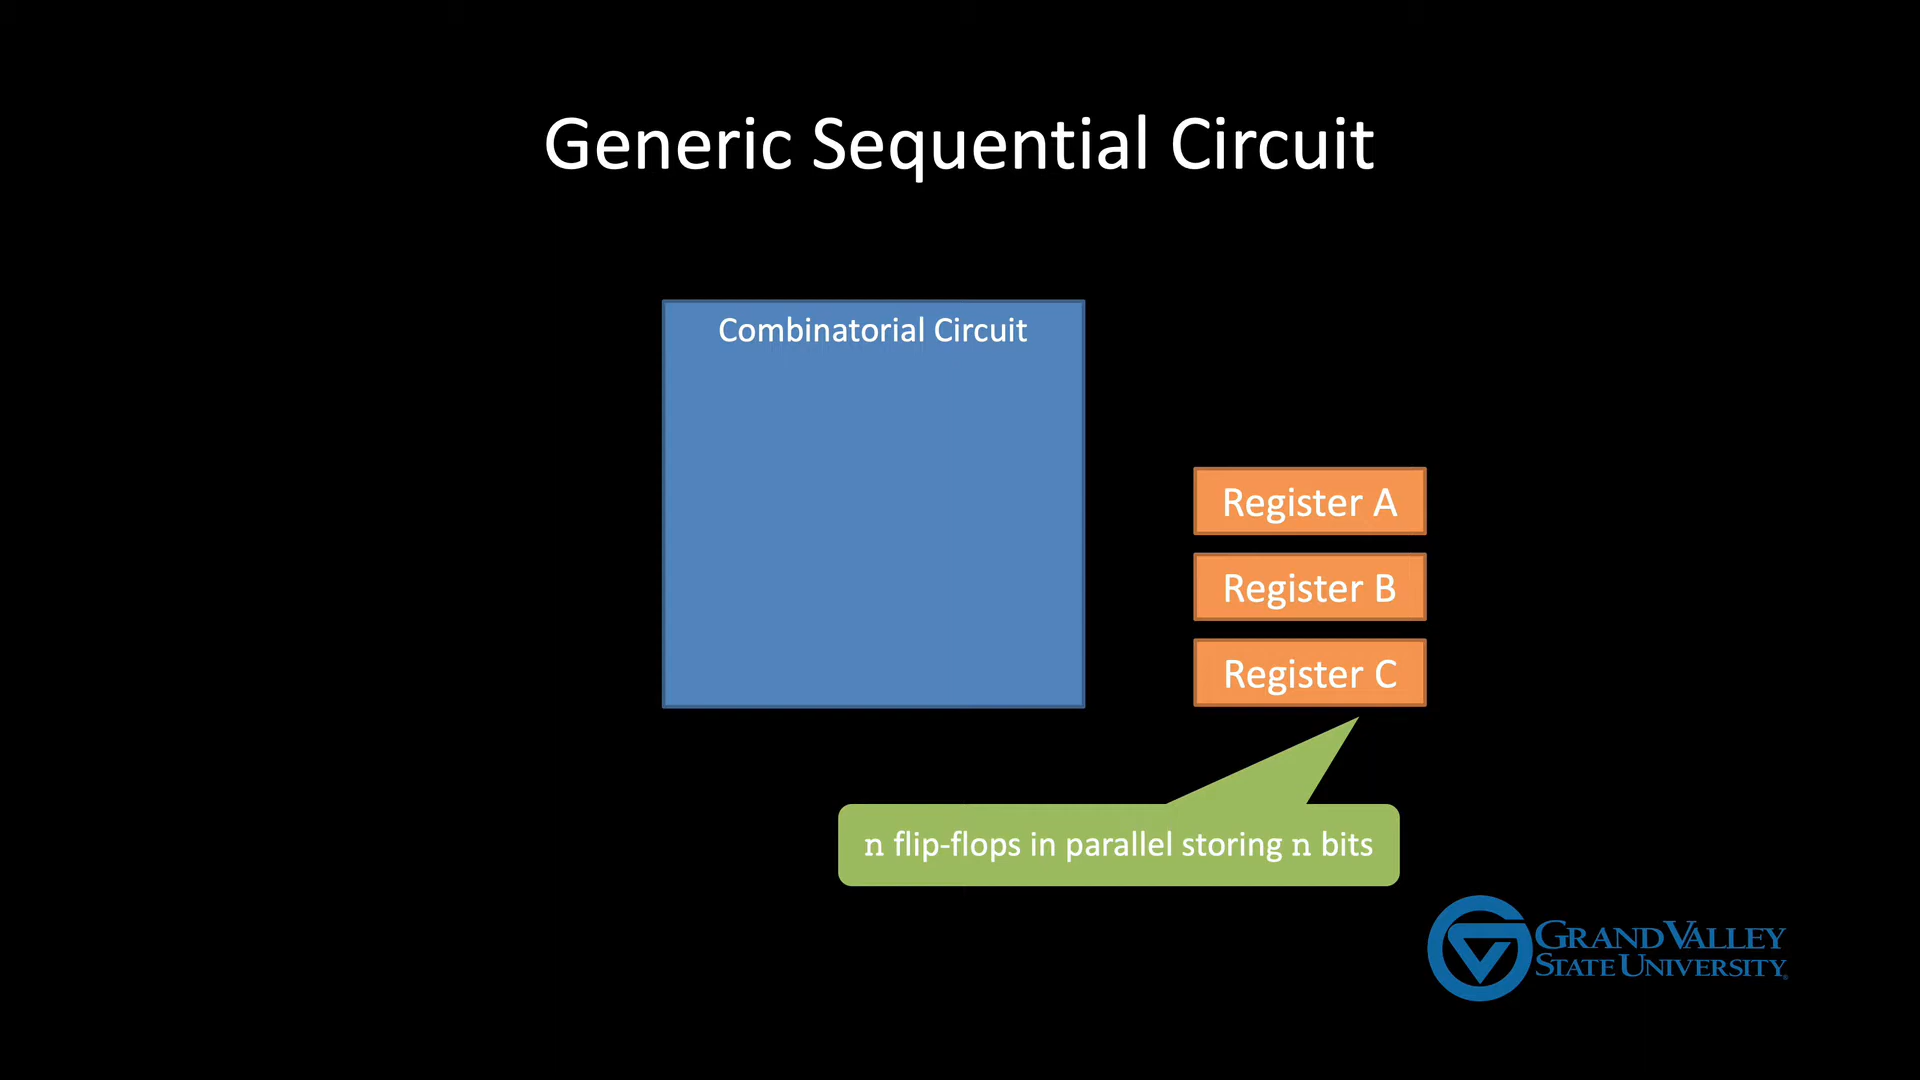 Generic Sequential Circuit
Combinatorial Circuit
Register A
Register B
Register C
n flip-flops in parallel storing n bits
GRAND VALLEY
STATE UNIVERSITY